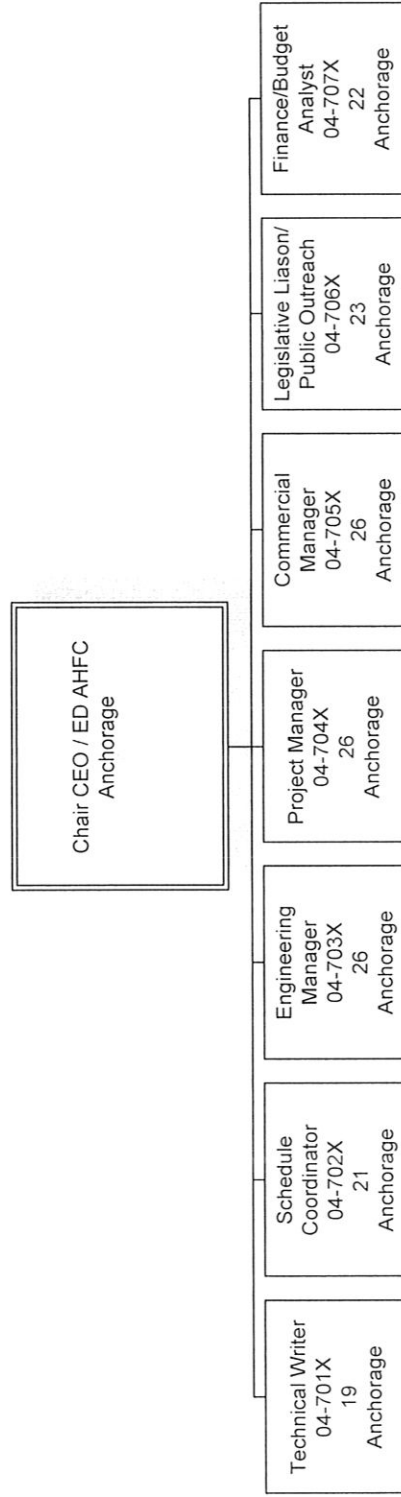 Chair CEO / ED AHFC
Anchorage
Technical Writer
04-701X
19
Anchorage
Schedule
Coordinator
04-702X
21
Anchorage
Engineering
Manager
04-703X
26
Anchorage
Project Manager
04-704X
26
Anchorage
Commercial
Manager
04-705X
26
Anchorage
Legislative Liason/
Public Outreach
04-706X
23
Anchorage
Finance/Budget
Analyst
04-707X
22
Anchorage